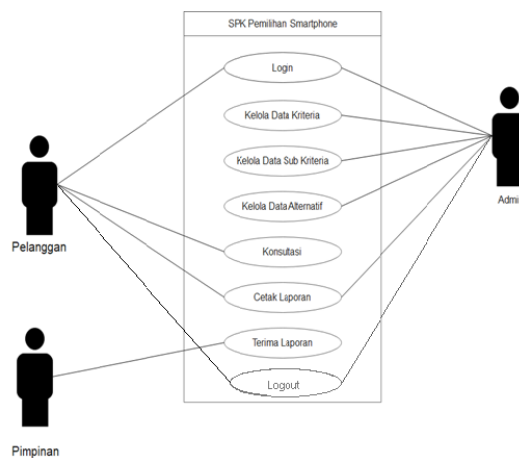 SPK Pemilihan Smartphone
Login
Kelola Data Kriteria
Kelola Data Sub Kriteria
Admi
Kelola Data Alternatif
Pelanggan
Konsutasi
Cetak Laporan
Terima Laporan
Logout
Pimpinan